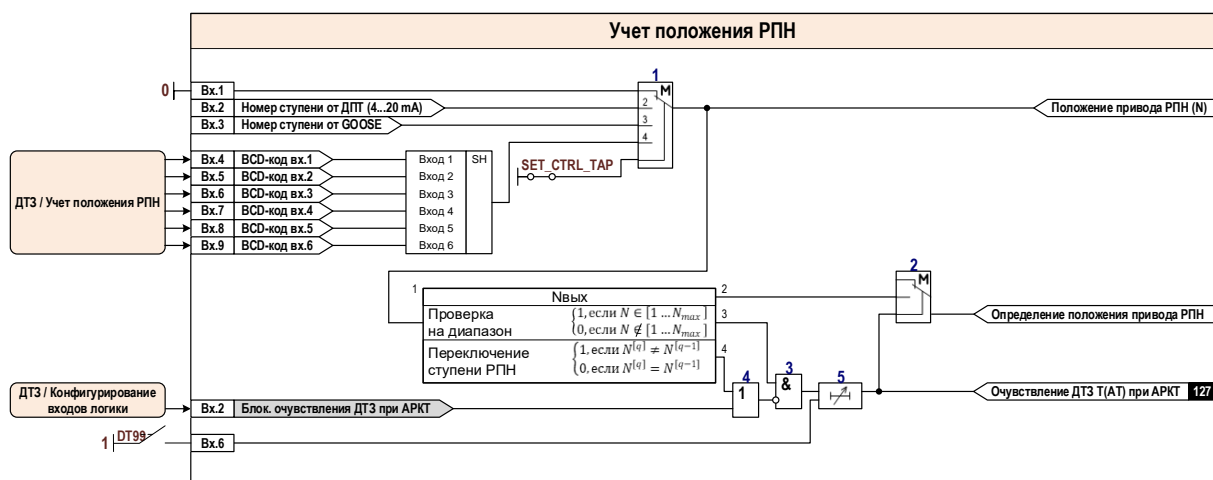 Учет положения РПН
0 Вх.1
1
M
Вх.2 Номер ступени от ДПТ (4...20 mA) 2
Положение привода РПН (N)
Вх.3 Номер ступени от GOOSE 3
4
ДТЗ / Учет положения РПН
Вх.4 BCD-код вх.1 Вход 1 SH
SET_CTRL_TAP
Вх.5 BCD-код вх.2 Вход 2
Вх.6 BCD-код вх.3 Вход 3
Вх.7 BCD-код вх.4 Вход 4
Вх.8 BCD-код вх.5 Вход 5
Вх.9 BCD-код вх.6 Вход 6
2
M
1 Nвых 2
Проверка {1, если N ∈ [1 … Nmax] 3
на диапазон {0, если N ∉ [1 … Nmax]
Определение положения привода РПН
Переключение {1, если N[q] ≠ N[q−1] 4
ступени РПН {0, если N[q] = N[q−1]
3
&
4
1
5
ДТЗ / Конфигурирование
входов логики
Вх.2 Блок. очувствления ДТЗ при АРКТ
Очувствление ДТЗ Т(АТ) при АРКТ 127
1 DT99 Вх.6